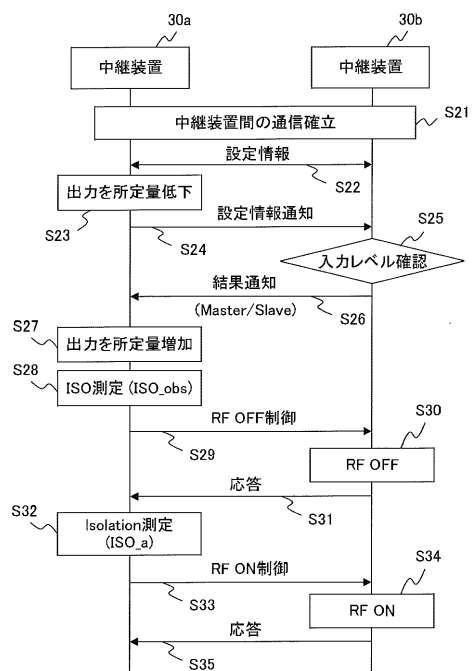 30a
30b
中継装置
中継装置
S21
中継装置間の通信確立
設定情報
S22
出力を所定量低下
S23
設定情報通知
S24
S25
入力レベル確認
結果通知
(Master/Slave)
S26
S27
出力を所定量増加
S28
ISO測定 (ISO_obs)
RF OFF制御
S29
S30
RF OFF
応答
S31
S32
Isolation測定
(ISO_a)
RF ON制御
S33
S34
RF ON
応答
S35